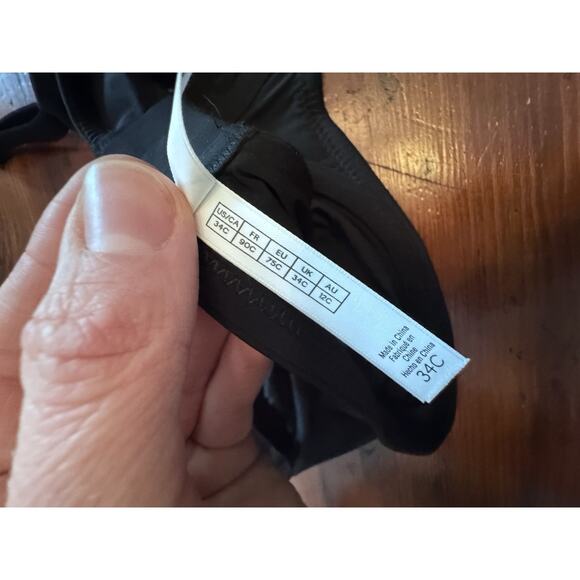 US/CA FR EU UK AU
34C 90C 75C 34C 12C
Made in China
Fabriqué en
Chine
Hecho en China
34C